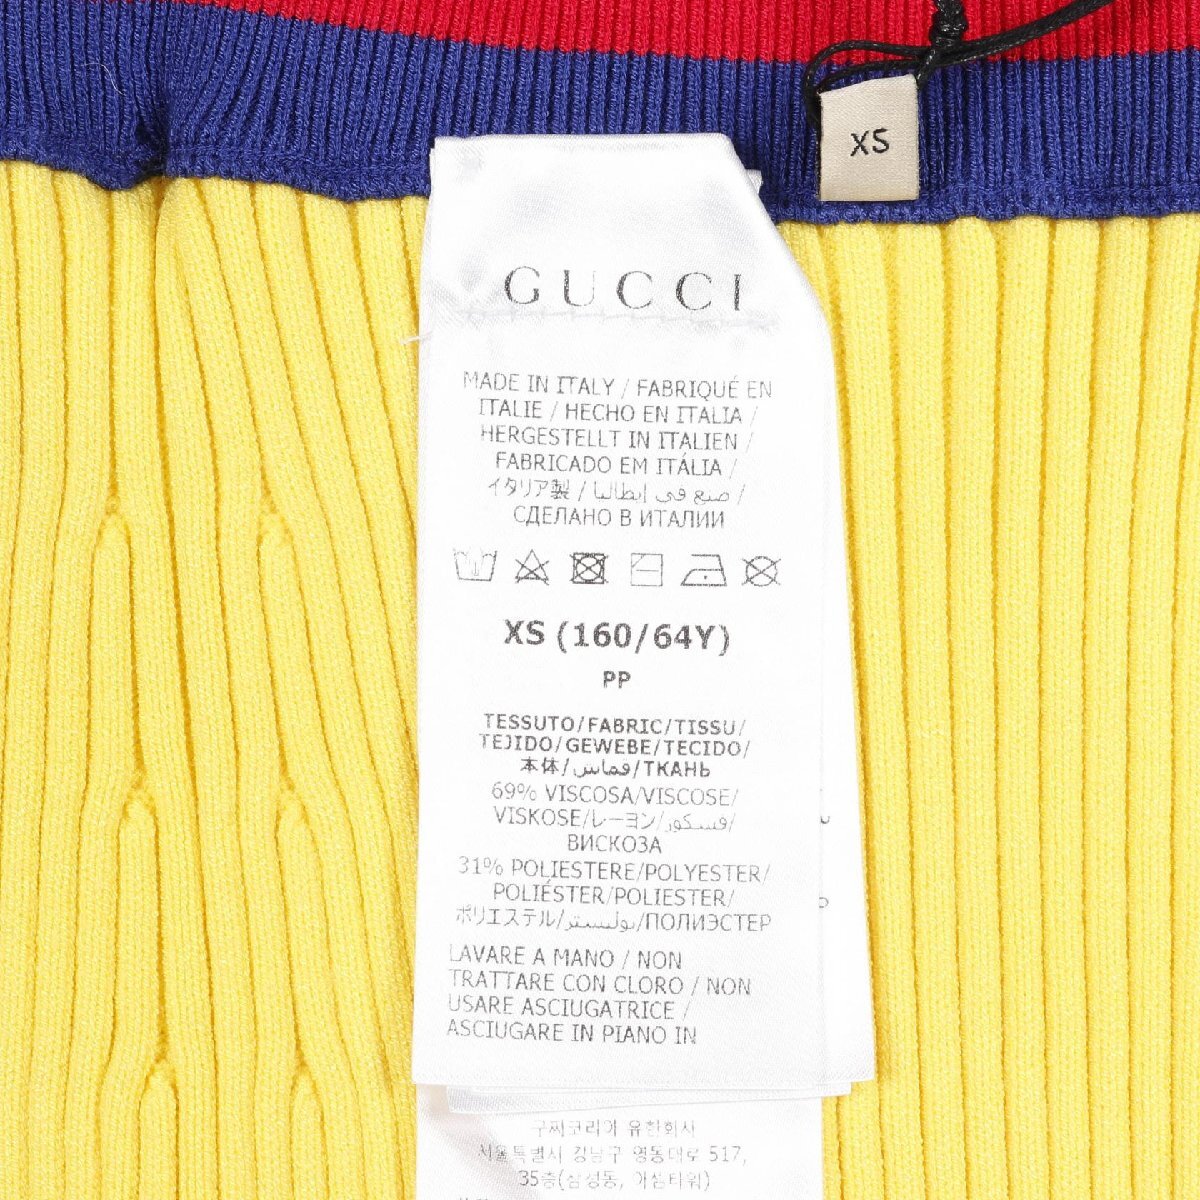 XS
GUCCI
MADE IN ITALY / FABRIQUÉ EN
ITALIE / HECHO EN ITALIA /
HERGESTELLT IN ITALIEN /
FABRICADO EM ITÁLIA /
イタリア製 / صنع في إيطاليا /
СДЕЛАНО В ИТАЛИИ
XS (160/64Y)
PP
TESSUTO/FABRIC/TISSU/
TEJIDO/GEWEBE/TECIDO/
本体/قماس/ТКАНЬ
69% VISCOSA/VISCOSE/
VISKOSE/レーヨン/فسكوز/
ВИСКОЗА
31% POLIESTERE/POLYESTER/
POLIÉSTER/POLIESTER/
ポリエステル/بوليستر/ПОЛИЭСТЕР
LAVARE A MANO / NON
TRATTARE CON CLORO / NON
USARE ASCIUGATRICE /
ASCIUGARE IN PIANO IN
구찌코리아 유한회사
서울특별시 강남구 영동대로 517,
35층(삼성동, 아셈타워)